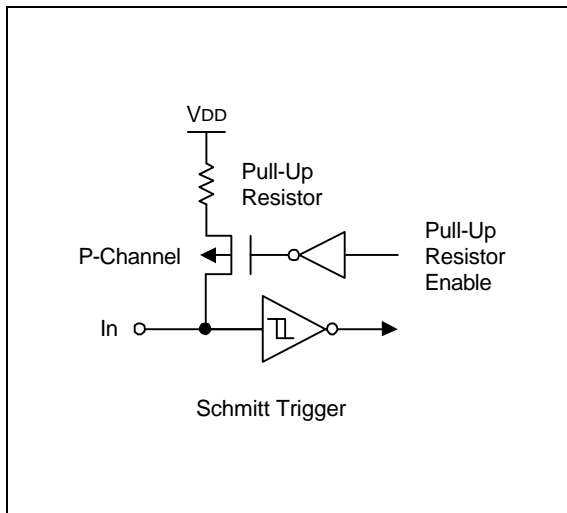 VDD
Pull-Up
Resistor
P-Channel
Pull-Up
Resistor
Enable
In
Schmitt Trigger